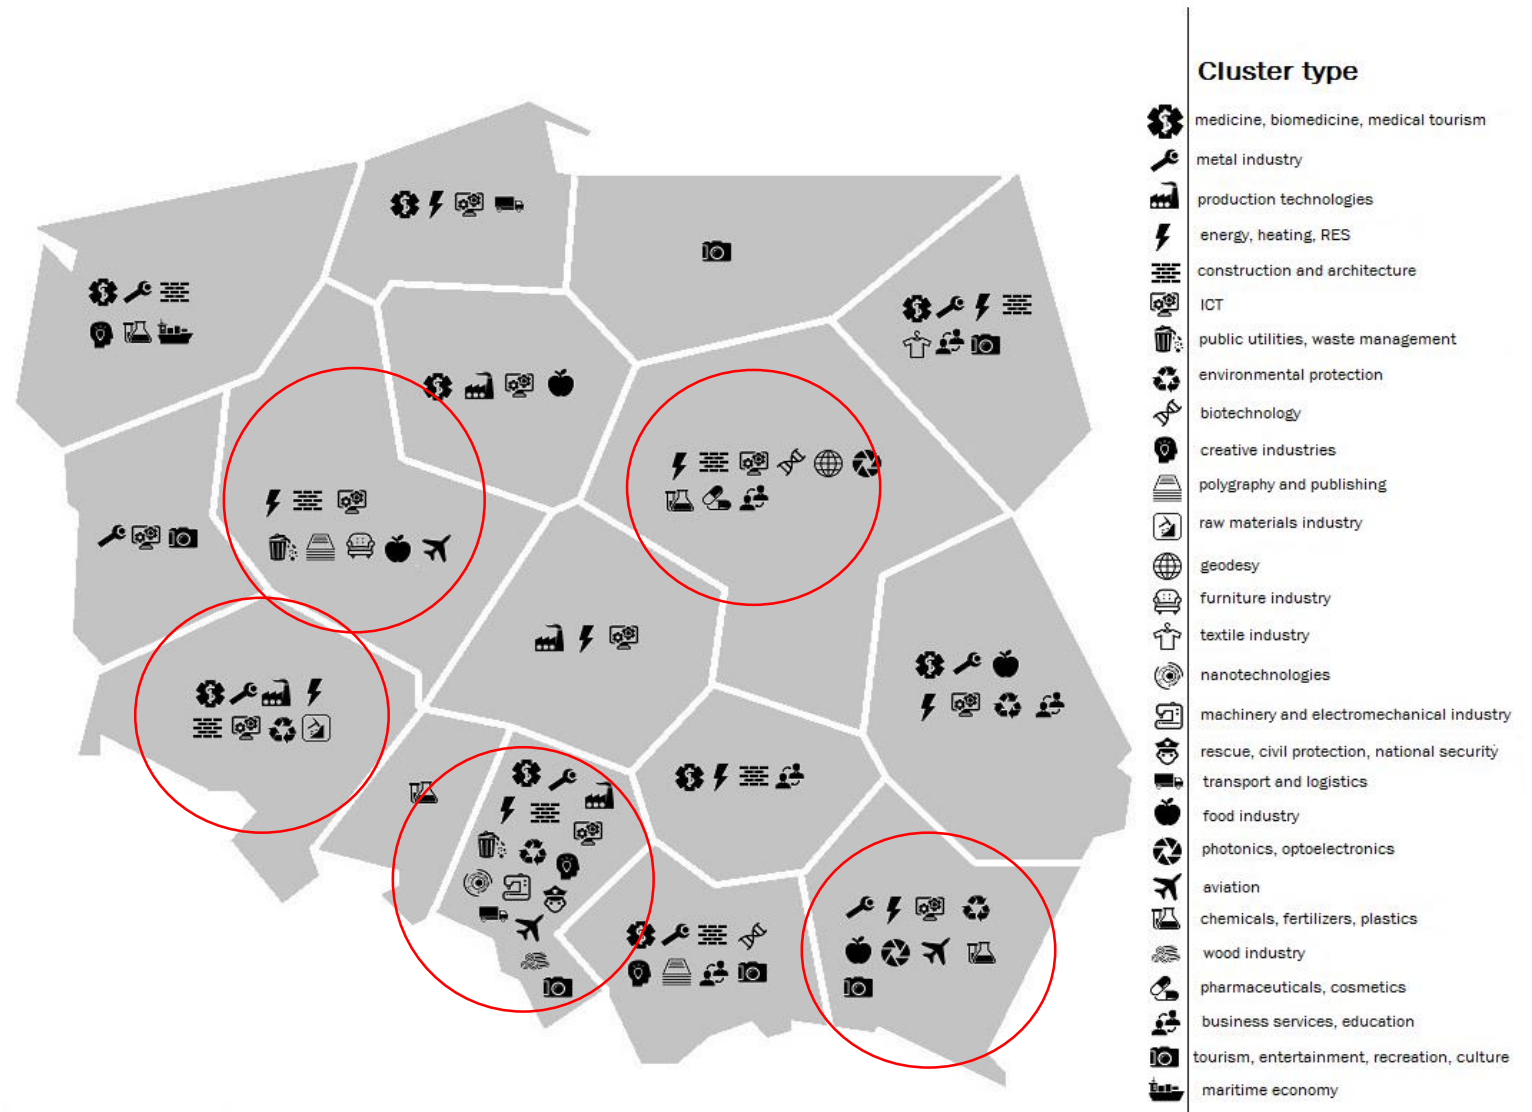 Cluster type
medicine, biomedicine, medical tourism
metal industry
production technologies
energy, heating, RES
construction and architecture
ICT
public utilities, waste management
environmental protection
biotechnology
creative industries
polygraphy and publishing
raw materials industry
geodesy
furniture industry
textile industry
nanotechnologies
machinery and electromechanical industry
rescue, civil protection, national security
transport and logistics
food industry
photonics, optoelectronics
aviation
chemicals, fertilizers, plastics
wood industry
pharmaceuticals, cosmetics
business services, education
tourism, entertainment, recreation, culture
maritime economy